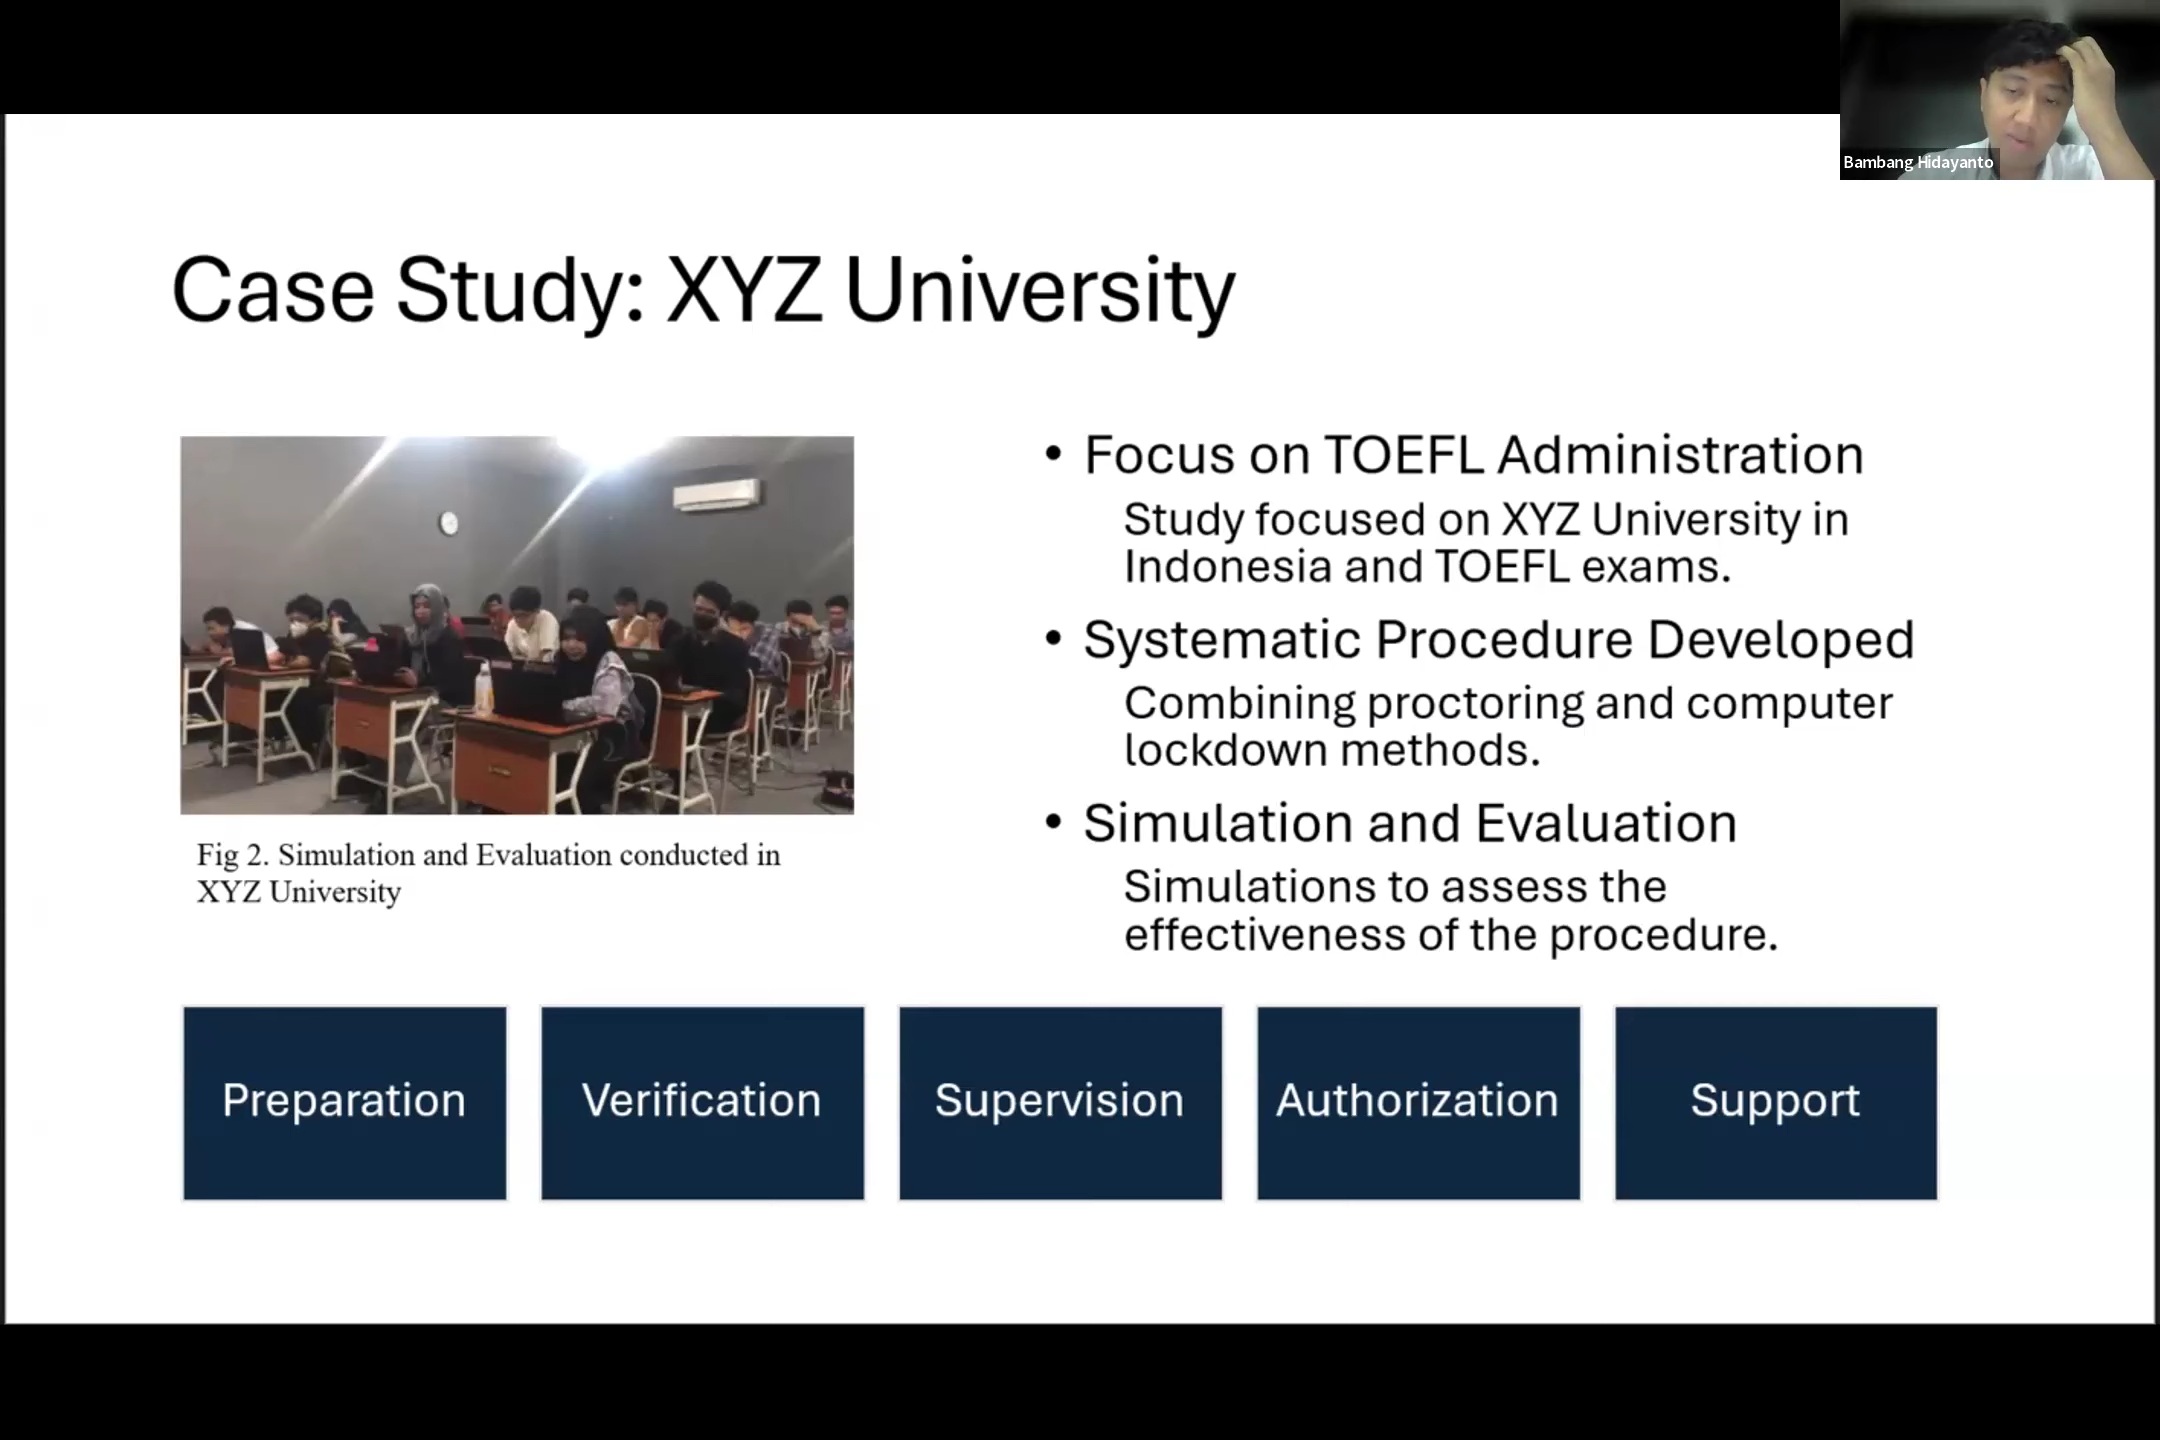 Bambang Hidayanto
Case Study: XYZ University
Fig 2. Simulation and Evaluation conducted in
XYZ University
• Focus on TOEFL Administration
Study focused on XYZ University in
Indonesia and TOEFL exams.
• Systematic Procedure Developed
Combining proctoring and computer
lockdown methods.
• Simulation and Evaluation
Simulations to assess the
effectiveness of the procedure.
Preparation
Verification
Supervision
Authorization
Support